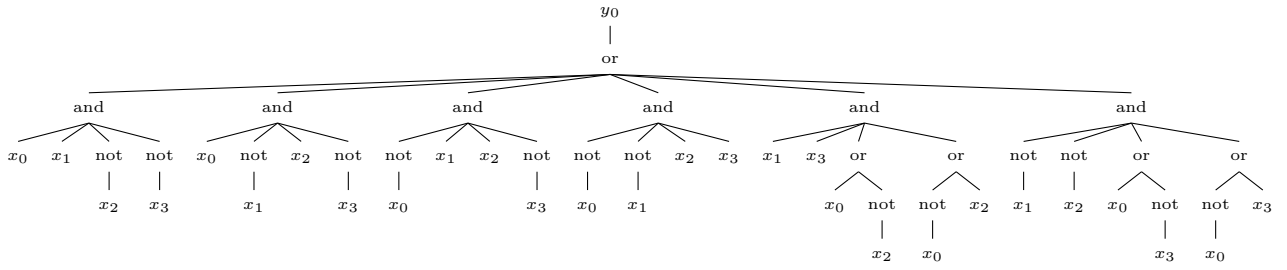 y0
or
and and and and and and
x0 x1 not not x0 not x2 not not x1 x2 not not not x2 x3 x1 x3 or or not not or or
x2 x3 x1 x3 x0 x3 x0 x1 x0 not not x2 x1 x2 x0 not not x3
x2 x0 x3 x0